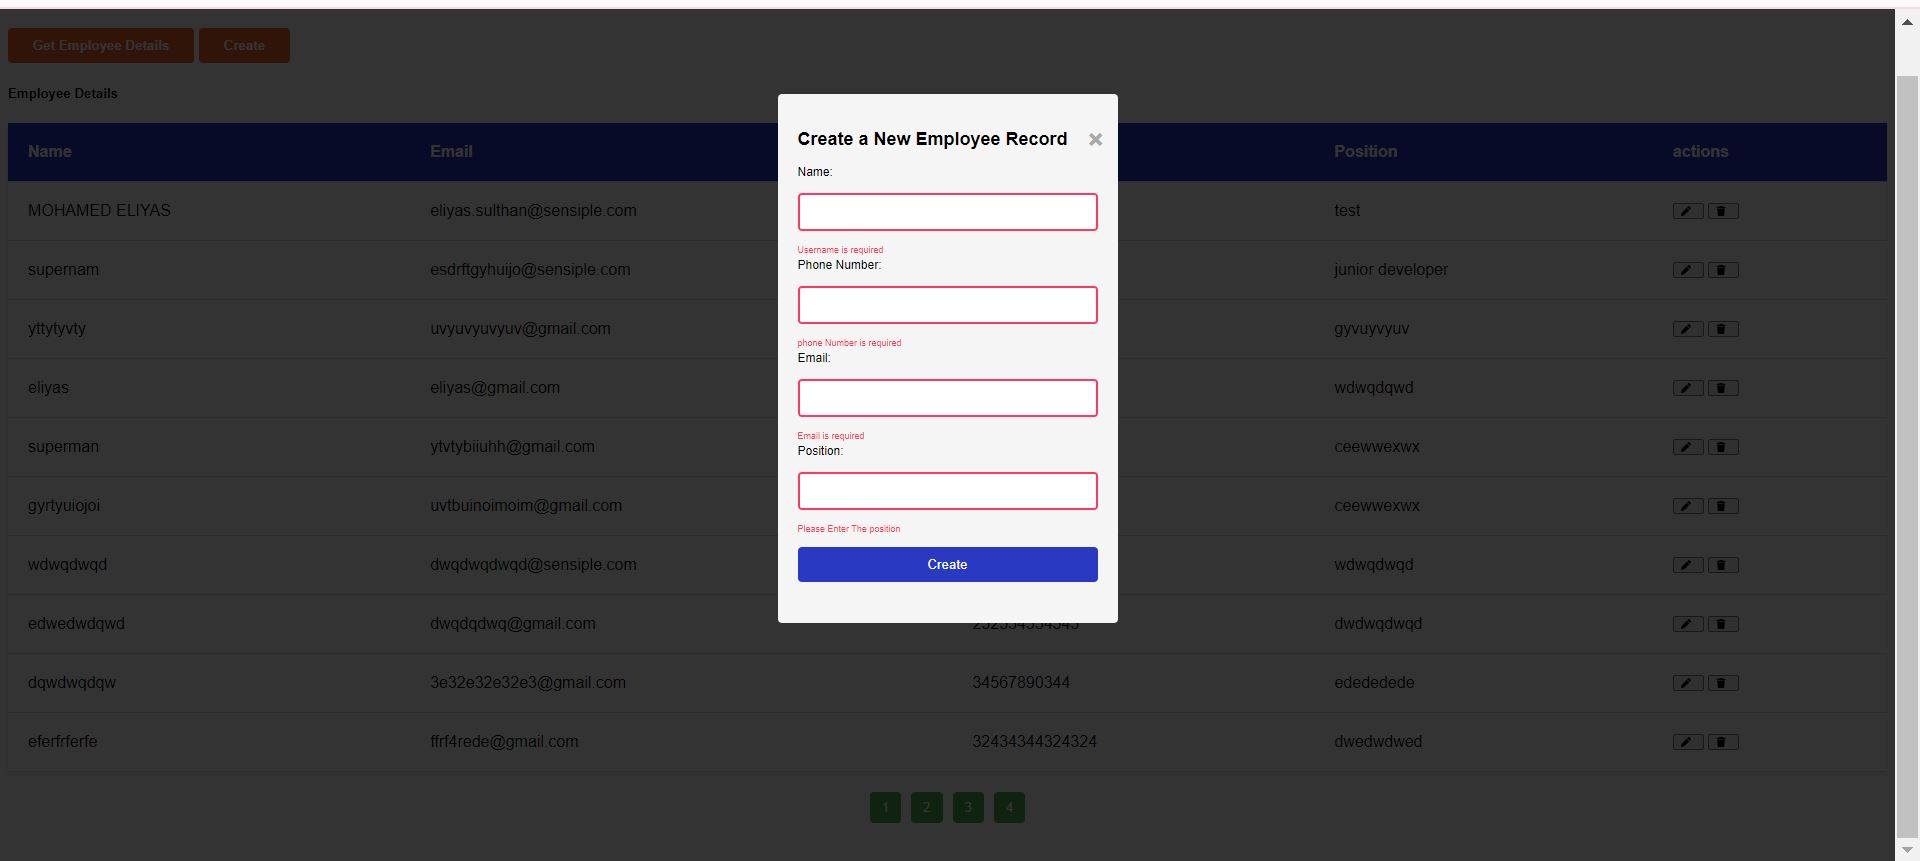 Get Employee Details Create
Employee Details
Name Email Position actions
MOHAMED ELIYAS eliyas.sulthan@sensiple.com test
supernam esdrftgyhuijo@sensiple.com junior developer
yttytyvty uvyuvyuvyuv@gmail.com gyvuyvyuv
eliyas eliyas@gmail.com wdwqdqwd
superman ytvtybiiuhh@gmail.com ceewwexwx
gyrtyuiojoi uvtbuinoimoim@gmail.com ceewwexwx
wdwqdwqd dwqdwqdwqd@sensiple.com wdwqdwqd
edwedwdqwd dwqdqdwq@gmail.com dwdwqdwqd
dqwdwqdqw 3e32e32e32e3@gmail.com 34567890344 edededede
eferfrferfe ffrf4rede@gmail.com 32434344324324 dwedwdwed
1 2 3 4
Create a New Employee Record ×
Name:
Username is required
Phone Number:
phone Number is required
Email:
Email is required
Position:
Please Enter The position
Create